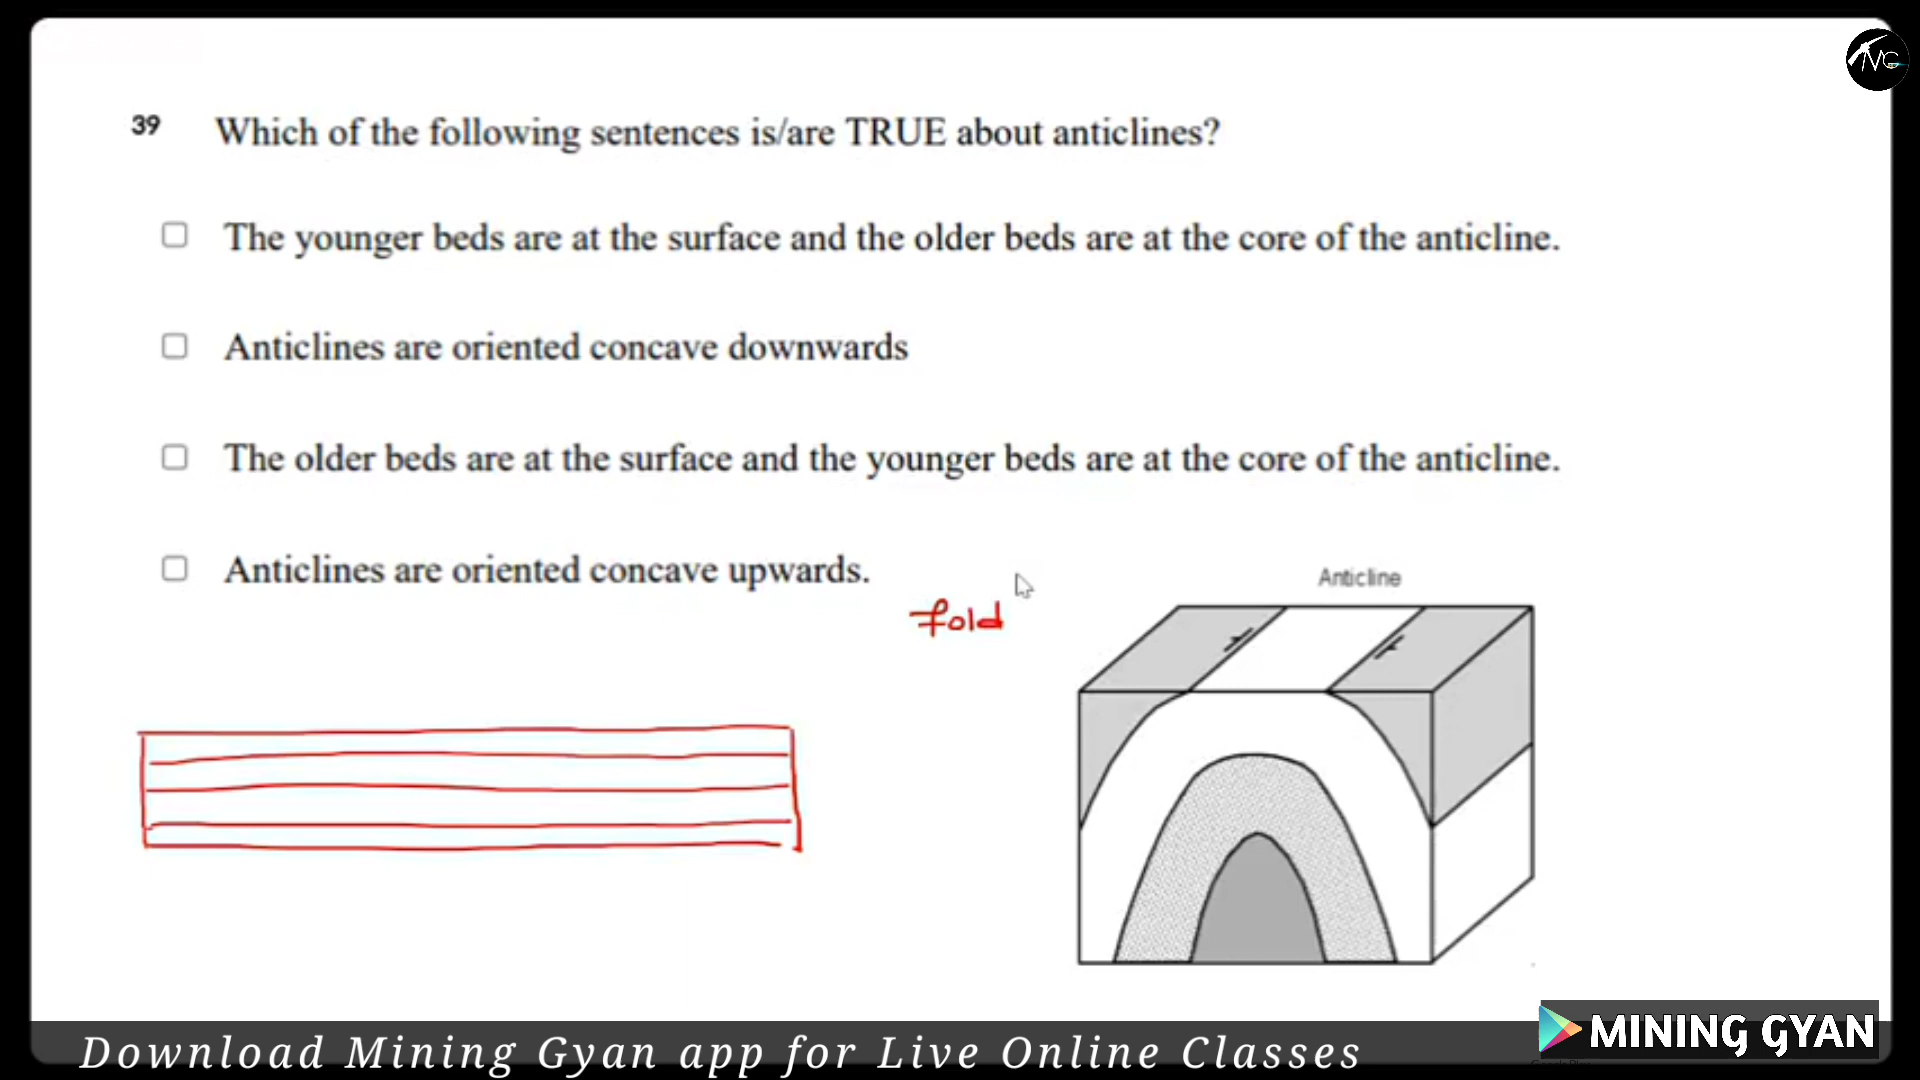 NG
39 Which of the following sentences is/are TRUE about anticlines?
The younger beds are at the surface and the older beds are at the core of the anticline.
Anticlines are oriented concave downwards
The older beds are at the surface and the younger beds are at the core of the anticline.
Anticlines are oriented concave upwards.
fold
Anticline
MINING GYAN
Download Mining Gyan app for Live Online Classes